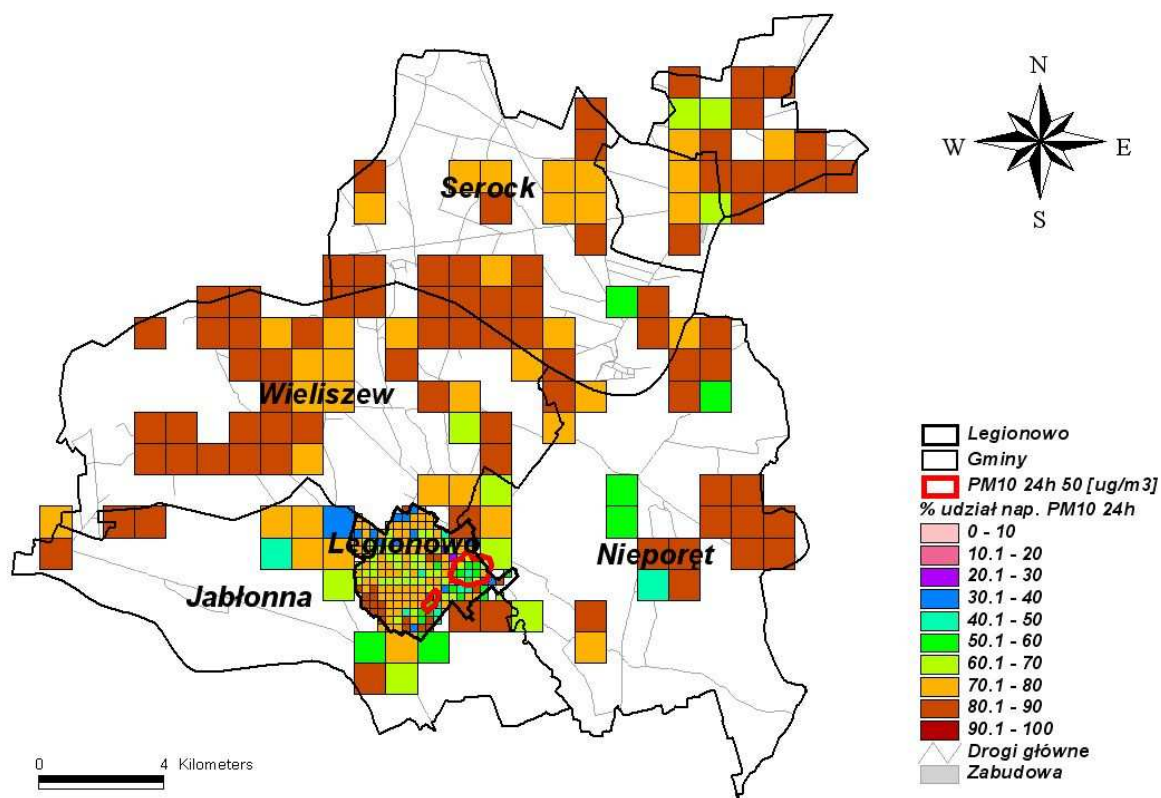 N
W E
S
Serock
Wieliszew
Legionowo
Nieporęt
Jabłonna
Legionowo
Gminy
PM10 24h 50 [ug/m3]
% udział nap. PM10 24h
0 - 10
10.1 - 20
20.1 - 30
30.1 - 40
40.1 - 50
50.1 - 60
60.1 - 70
70.1 - 80
80.1 - 90
90.1 - 100
Drogi główne
Zabudowa
0 4 Kilometers